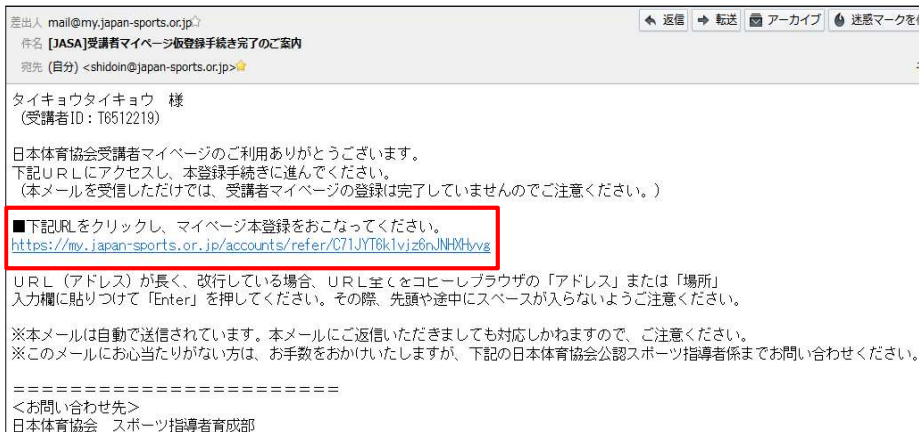 差出人 mail@my.japan-sports.or.jp
返信 転送 アーカイブ 迷惑マークを
件名 [JASA]受講者マイページ仮登録手続き完了のご案内
宛先 (自分) <shidoin@japan-sports.or.jp>
タイキョウタイキョウ 様
（受講者ID：T6512219）
日本体育協会受講者マイページのご利用ありがとうございます。
下記ＵＲＬにアクセスし、本登録手続きに進んでください。
（本メールを受信しただけでは、受講者マイページの登録は完了していませんのでご注意ください。）
■下記URLをクリックし、マイページ本登録をおこなってください。
https://my.japan-sports.or.jp/accounts/refer/C71JYT6k1vjz6nJNHXHyvg
ＵＲＬ（アドレス）が長く、改行している場合、ＵＲＬ全てをコピーしブラウザの「アドレス」または「場所」
入力欄に貼りつけて「Enter」を押してください。その際、先頭や途中にスペースが入らないようご注意ください。
※本メールは自動で送信されています。本メールにご返信いただきましても対応しかねますので、ご注意ください。
※このメールにお心当たりがない方は、お手数をおかけいたしますが、下記の日本体育協会公認スポーツ指導者係までお問い合わせください。
＝＝＝＝＝＝＝＝＝＝＝＝＝＝＝＝＝＝＝＝＝＝＝
＜お問い合わせ先＞
日本体育協会 スポーツ指導者育成部